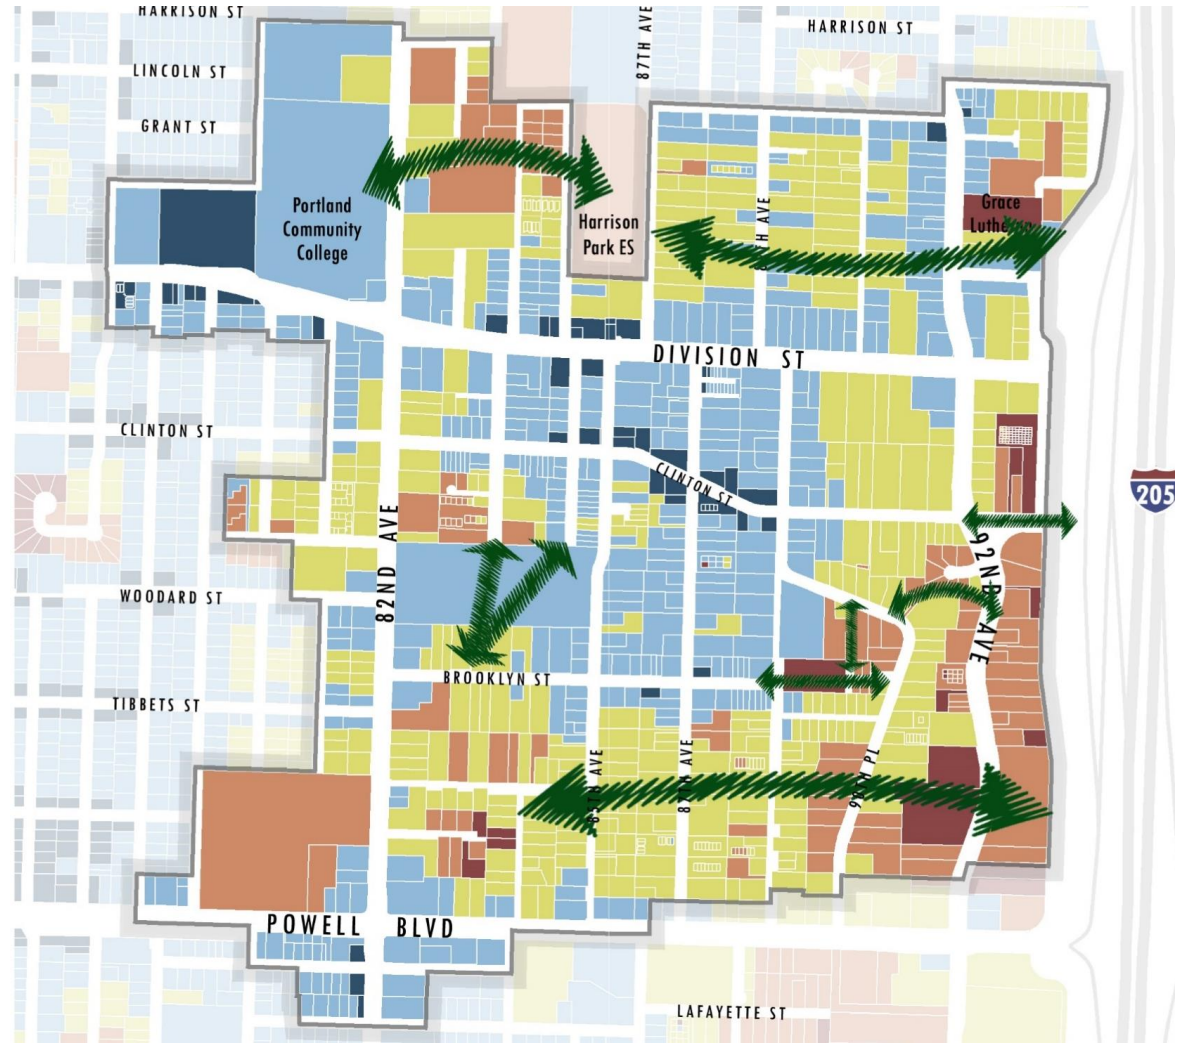 HARRISON ST
HARRISON ST
87TH AVE
LINCOLN ST
GRANT ST
Portland
Community
College
Harrison
Park ES
Grace
AVE
DIVISION ST
CLINTON ST
CLINTON ST
205
82ND AVE
92ND AVE
WOODARD ST
BROOKLYN ST
TIBBETS ST
85TH AVE
87TH AVE
POWELL BLVD
LAFAYETTE ST